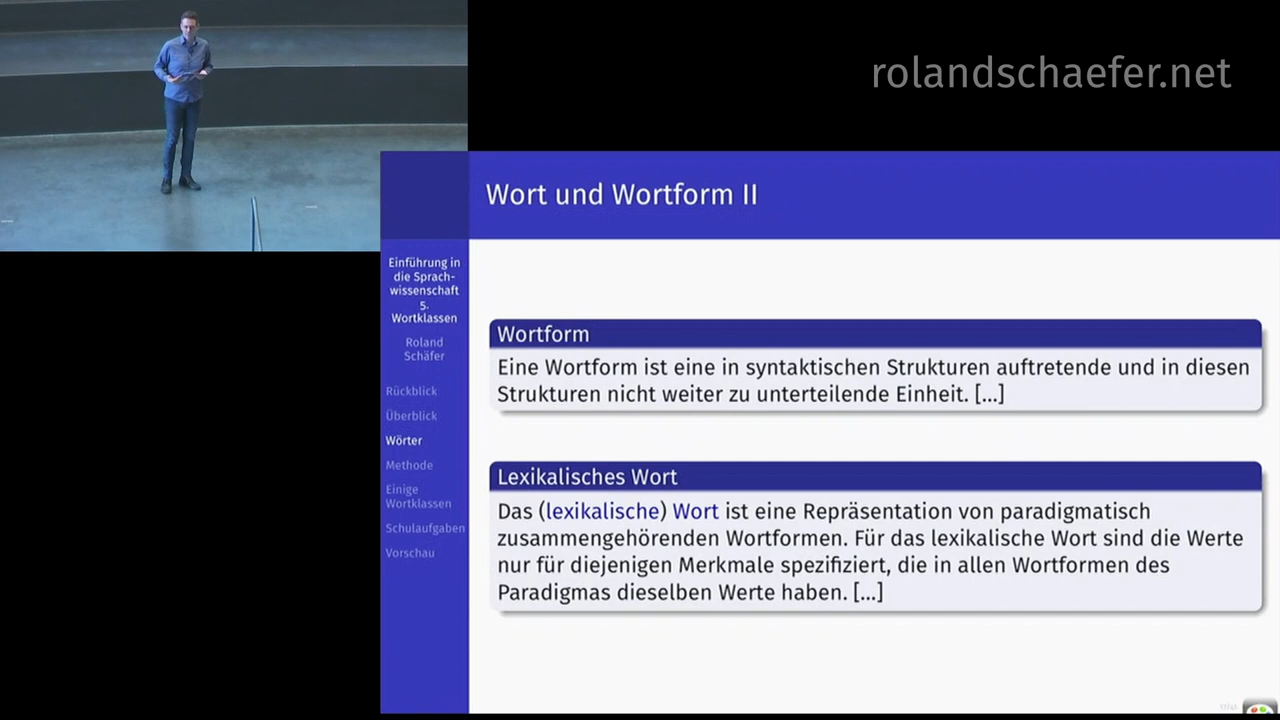 rolandschaefer.net
Wort und Wortform II
Einführung in
die Sprach-
wissenschaft
5.
Wortklassen
Roland
Schäfer
Rückblick
Überblick
Wörter
Methode
Einige
Wortklassen
Schulaufgaben
Vorschau
Wortform
Eine Wortform ist eine in syntaktischen Strukturen auftretende und in diesen
Strukturen nicht weiter zu unterteilende Einheit. [...]
Lexikalisches Wort
Das (lexikalische) Wort ist eine Repräsentation von paradigmatisch
zusammengehörenden Wortformen. Für das lexikalische Wort sind die Werte
nur für diejenigen Merkmale spezifiziert, die in allen Wortformen des
Paradigmas dieselben Werte haben. [...]